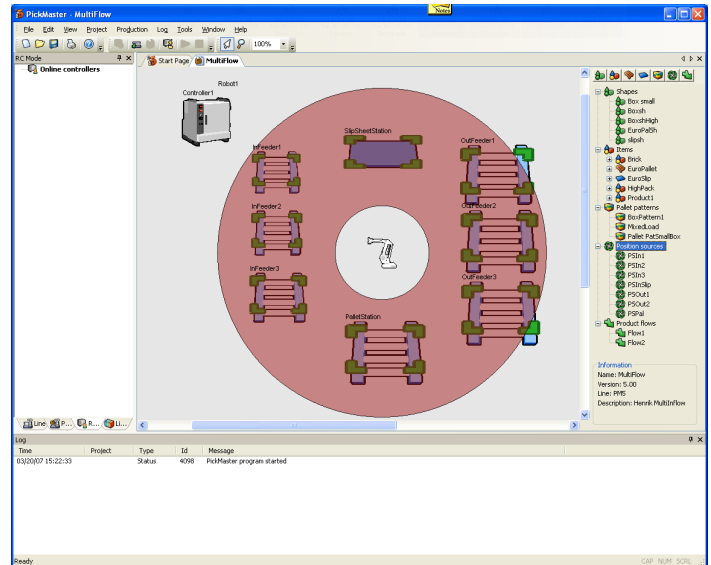 PickMaster - MultiFlow
Notes
File Edit View Project Production Log Tools Window Help
100%
RC Mode
Online controllers
Start Page MultiFlow
Robot1
Controller1
SlipSheetStation
InFeeder1
OutFeeder1
InFeeder2
OutFeeder2
InFeeder3
OutFeeder3
PalletStation
Shapes
Box small
Boxsh
BoxshHigh
EuroPalSh
slipsh
Items
Brick
EuroPallet
EuroSlip
HighPack
Product1
Pallet patterns
BoxPattern1
MixedLoad
Pallet PatSmallBox
Position sources
PSIn1
PSIn2
PSIn3
PSInSlip
PSOut1
PSOut2
PSPal
Product flows
Flow1
Flow2
Information
Name: MultiFlow
Version: 5.00
Line: PM5
Description: Henrik MultiInflow
Line P... R... Li...
Log
Time Project Type Id Message
03/20/07 15:22:33 Status 4098 PickMaster program started
Ready
CAP NUM SCRL